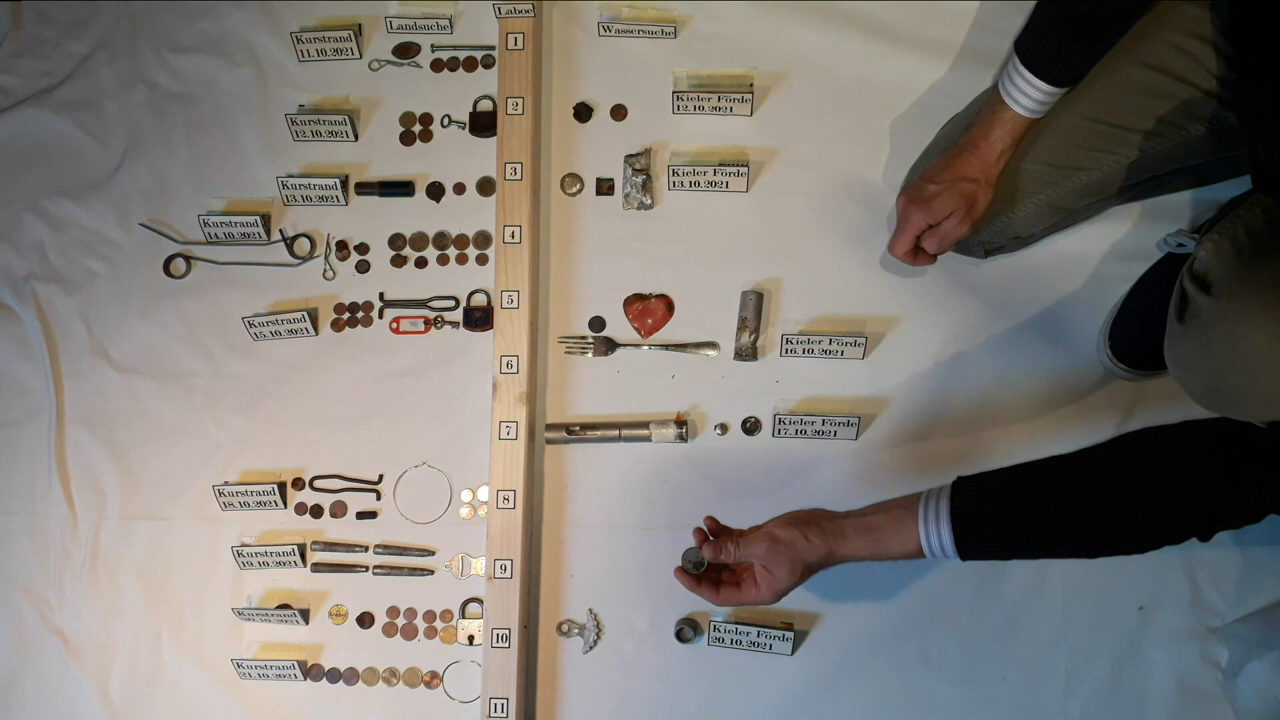 Laboe
Landsuche
Wassersuche
Kurstrand
11.10.2021
1
Kurstrand
12.10.2021
2
Kieler Förde
12.10.2021
Kurstrand
13.10.2021
3
Kieler Förde
13.10.2021
Kurstrand
14.10.2021
4
Kurstrand
15.10.2021
5
6
Kieler Förde
16.10.2021
7
Kieler Förde
17.10.2021
Kurstrand
18.10.2021
8
Kurstrand
19.10.2021
9
Kurstrand
10
Kieler Förde
20.10.2021
Kurstrand
21.10.2021
11